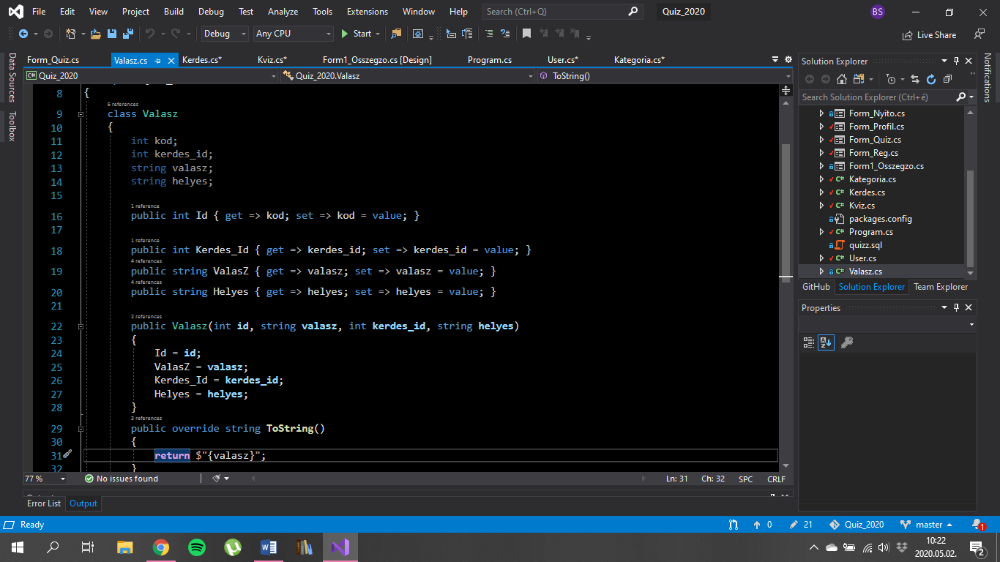 File Edit View Project Build Debug Test Analyze Tools Extensions Window Help Search (Ctrl+Q) Quiz_2020 BS
Debug Any CPU Start Live Share
Form_Quiz.cs Valasz.cs Kerdes.cs* Kviz.cs* Form1_Osszegzo.cs [Design] Program.cs User.cs* Kategoria.cs*
C# Quiz_2020 Quiz_2020.Valasz ToString()
Data Sources
Toolbox
8 {
6 references
9 class Valasz
10 {
11 int kod;
12 int kerdes_id;
13 string valasz;
14 string helyes;
15
1 reference
16 public int Id { get => kod; set => kod = value; }
17
1 reference
18 public int Kerdes_Id { get => kerdes_id; set => kerdes_id = value; }
4 references
19 public string ValasZ { get => valasz; set => valasz = value; }
4 references
20 public string Helyes { get => helyes; set => helyes = value; }
21
2 references
22 public Valasz(int id, string valasz, int kerdes_id, string helyes)
23 {
24 Id = id;
25 ValasZ = valasz;
26 Kerdes_Id = kerdes_id;
27 Helyes = helyes;
28 }
3 references
29 public override string ToString()
30 {
31 return $"{valasz}";
32 }
77 % No issues found Ln: 31 Ch: 32 SPC CRLF
Error List Output
Solution Explorer
Search Solution Explorer (Ctrl+é)
Form_Nyito.cs
Form_Profil.cs
Form_Quiz.cs
Form_Reg.cs
Form1_Osszegzo.cs
C# Kategoria.cs
C# Kerdes.cs
C# Kviz.cs
packages.config
C# Program.cs
quizz.sql
C# User.cs
C# Valasz.cs
GitHub Solution Explorer Team Explorer
Properties
Notifications
Ready 0 21 Quiz_2020 master 1
10:22
2020.05.02.
2